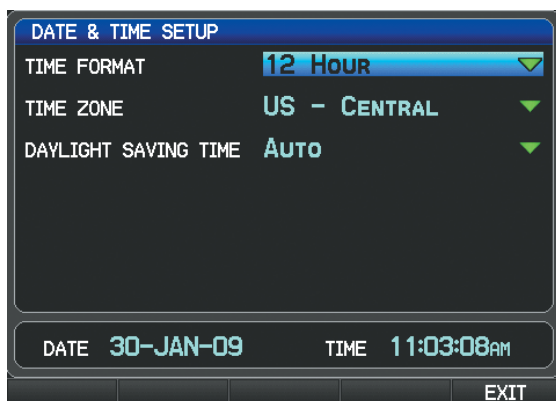 DATE & TIME SETUP
TIME FORMAT 12 HOUR
TIME ZONE US - CENTRAL
DAYLIGHT SAVING TIME AUTO
DATE 30-JAN-09 TIME 11:03:08AM
EXIT